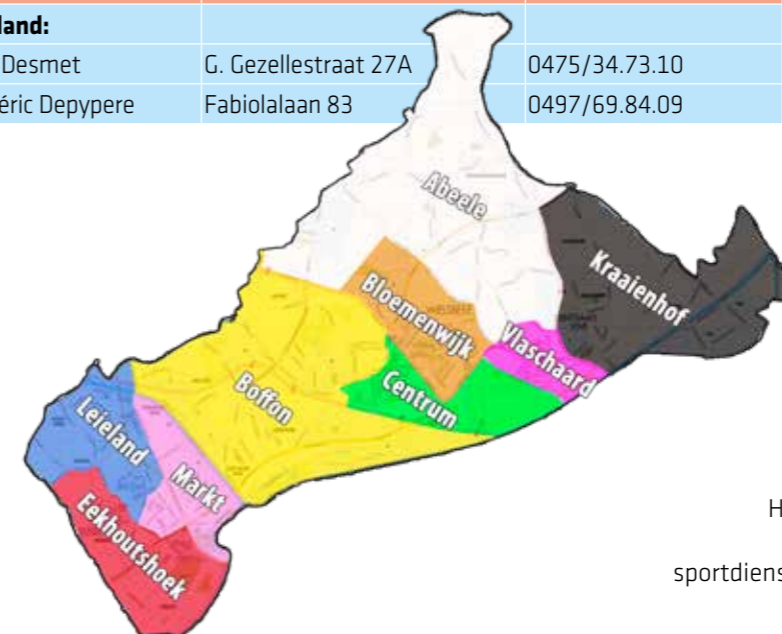 land:
Desmet G. Gezellestraat 27A 0475/34.73.10
éric Depypere Fabiolalaan 83 0497/69.84.09
Abeele
Kraaienhof
Bloemenwijk
Vlaschaard
Centrum
Boffon
Leieland
Markt
Eekhoutshoek
H
sportdiens